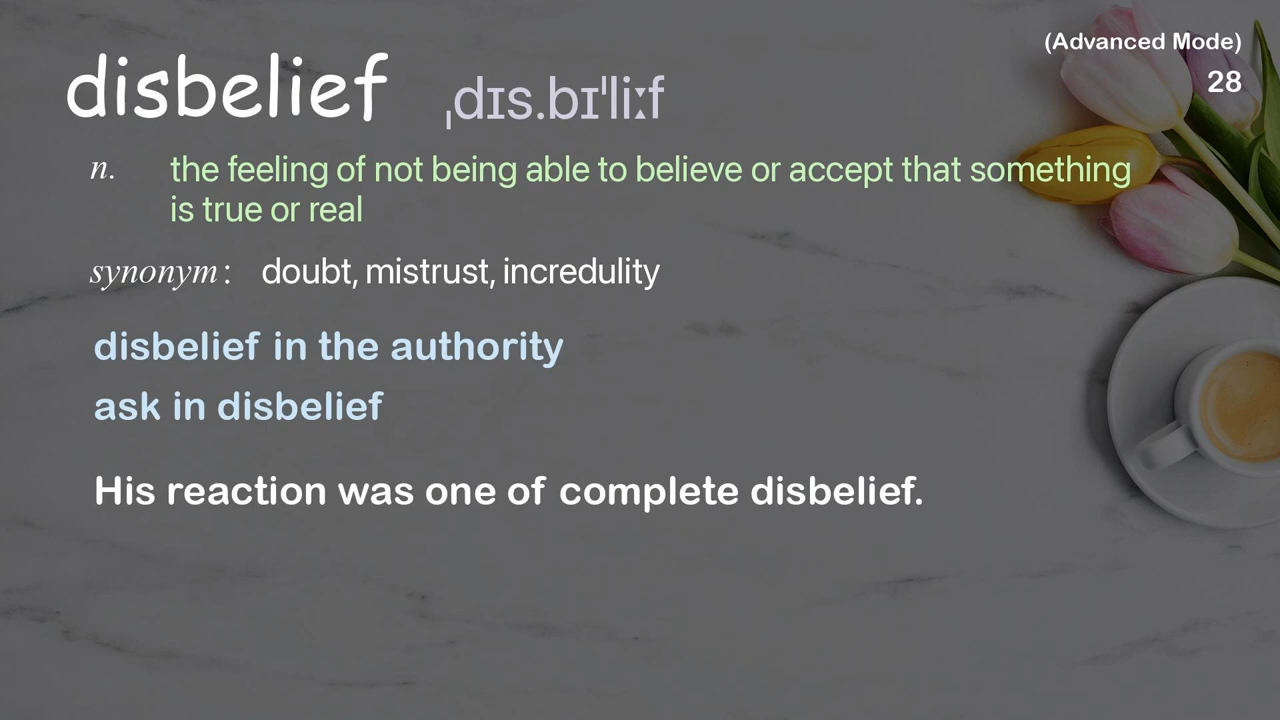 (Advanced Mode)
28
disbelief ˌdɪs.bɪˈliːf
n. the feeling of not being able to believe or accept that something
is true or real
synonym: doubt, mistrust, incredulity
disbelief in the authority
ask in disbelief
His reaction was one of complete disbelief.